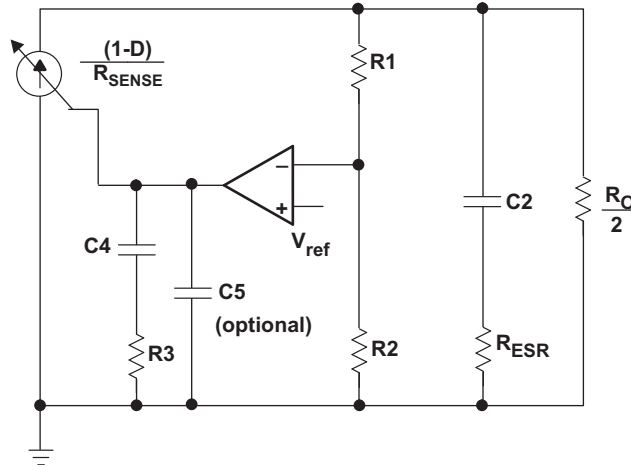 (1-D)
RSENSE
R1
C2
RO
2
−
+
Vref
C4
C5
(optional)
R3
R2
RESR